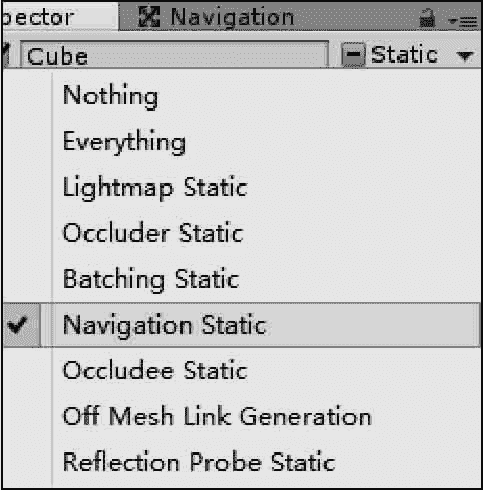 pector Navigation
Cube Static
Nothing
Everything
Lightmap Static
Occluder Static
Batching Static
Navigation Static
Occludee Static
Off Mesh Link Generation
Reflection Probe Static